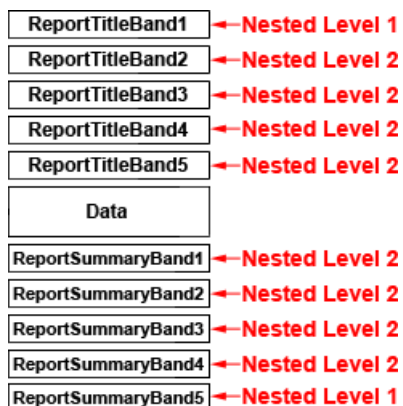 ReportTitleBand1 Nested Level 1
ReportTitleBand2 Nested Level 2
ReportTitleBand3 Nested Level 2
ReportTitleBand4 Nested Level 2
ReportTitleBand5 Nested Level 2
Data
ReportSummaryBand1 Nested Level 2
ReportSummaryBand2 Nested Level 2
ReportSummaryBand3 Nested Level 2
ReportSummaryBand4 Nested Level 2
ReportSummaryBand5 Nested Level 1